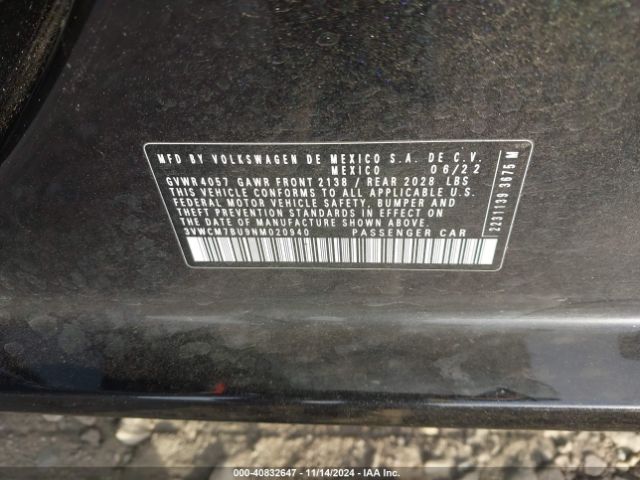 MFD BY VOLKSWAGEN DE MEXICO S.A. DE C.V.
MEXICO 06/22
GVWR 4057 GAWR FRONT 2138 / REAR 2028 LBS
THIS VEHICLE CONFORMS TO ALL APPLICABLE U.S.
FEDERAL MOTOR VEHICLE SAFETY, BUMPER AND
THEFT PREVENTION STANDARDS IN EFFECT ON
THE DATE OF MANUFACTURE SHOWN ABOVE.
3VWCM7BU9NM020940 PASSENGER CAR
2231139 3075 M
000-40832647 - 11/14/2024 - IAA Inc.